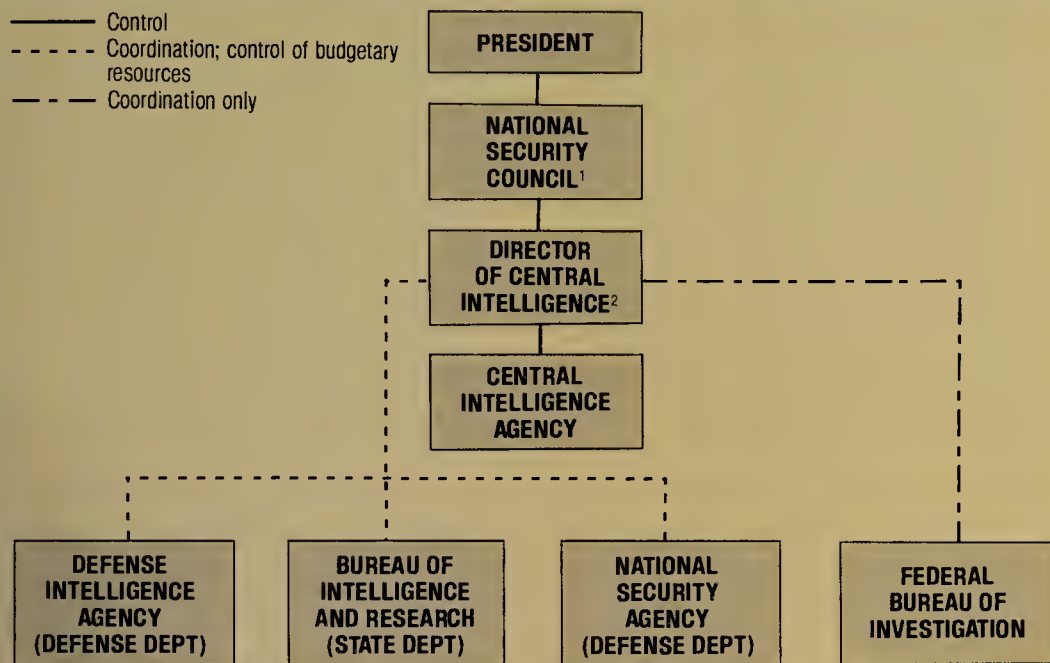 Control
Coordination; control of budgetary
resources
Coordination only
PRESIDENT
NATIONAL
SECURITY
COUNCIL¹
DIRECTOR
OF CENTRAL
INTELLIGENCE²
CENTRAL
INTELLIGENCE
AGENCY
DEFENSE
INTELLIGENCE
AGENCY
(DEFENSE DEPT)
BUREAU OF
INTELLIGENCE
AND RESEARCH
(STATE DEPT)
NATIONAL
SECURITY
AGENCY
(DEFENSE DEPT)
FEDERAL
BUREAU OF
INVESTIGATION